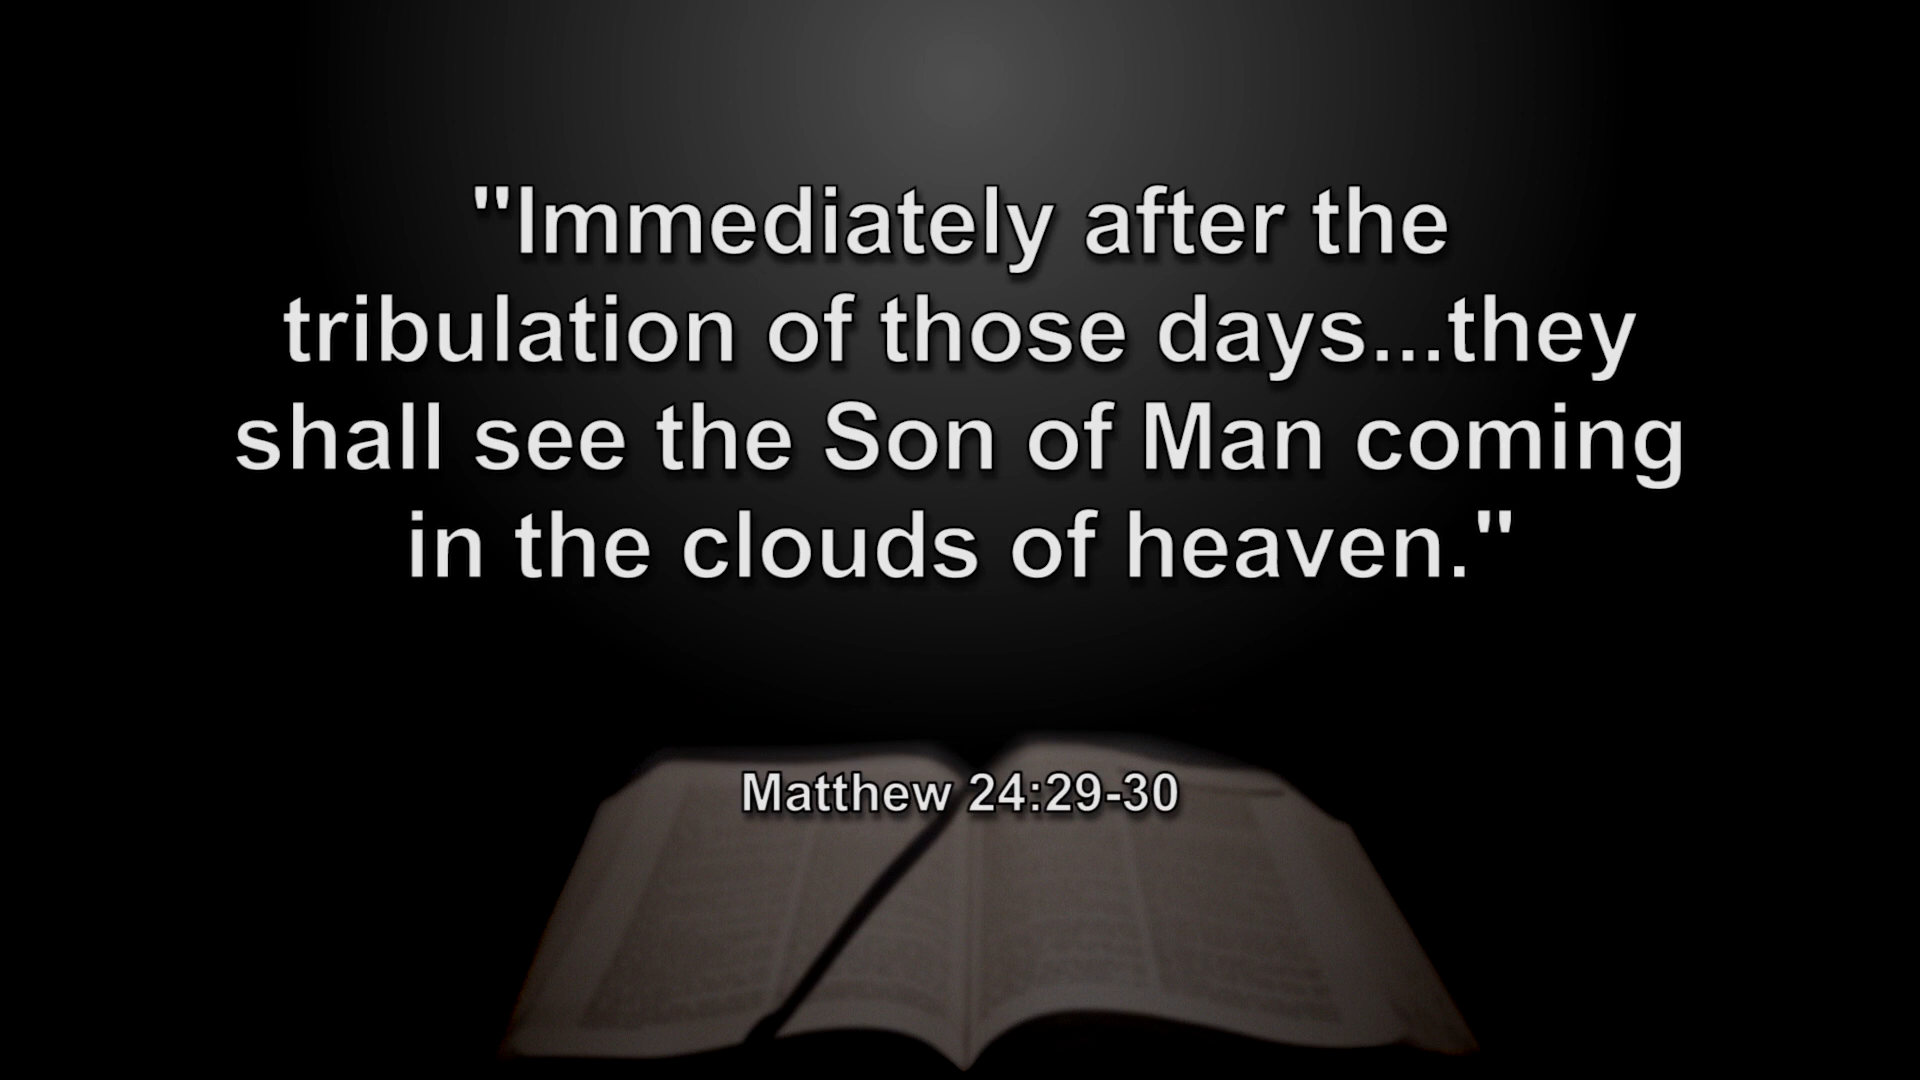 "Immediately after the
tribulation of those days...they
shall see the Son of Man coming
in the clouds of heaven."
Matthew 24:29-30